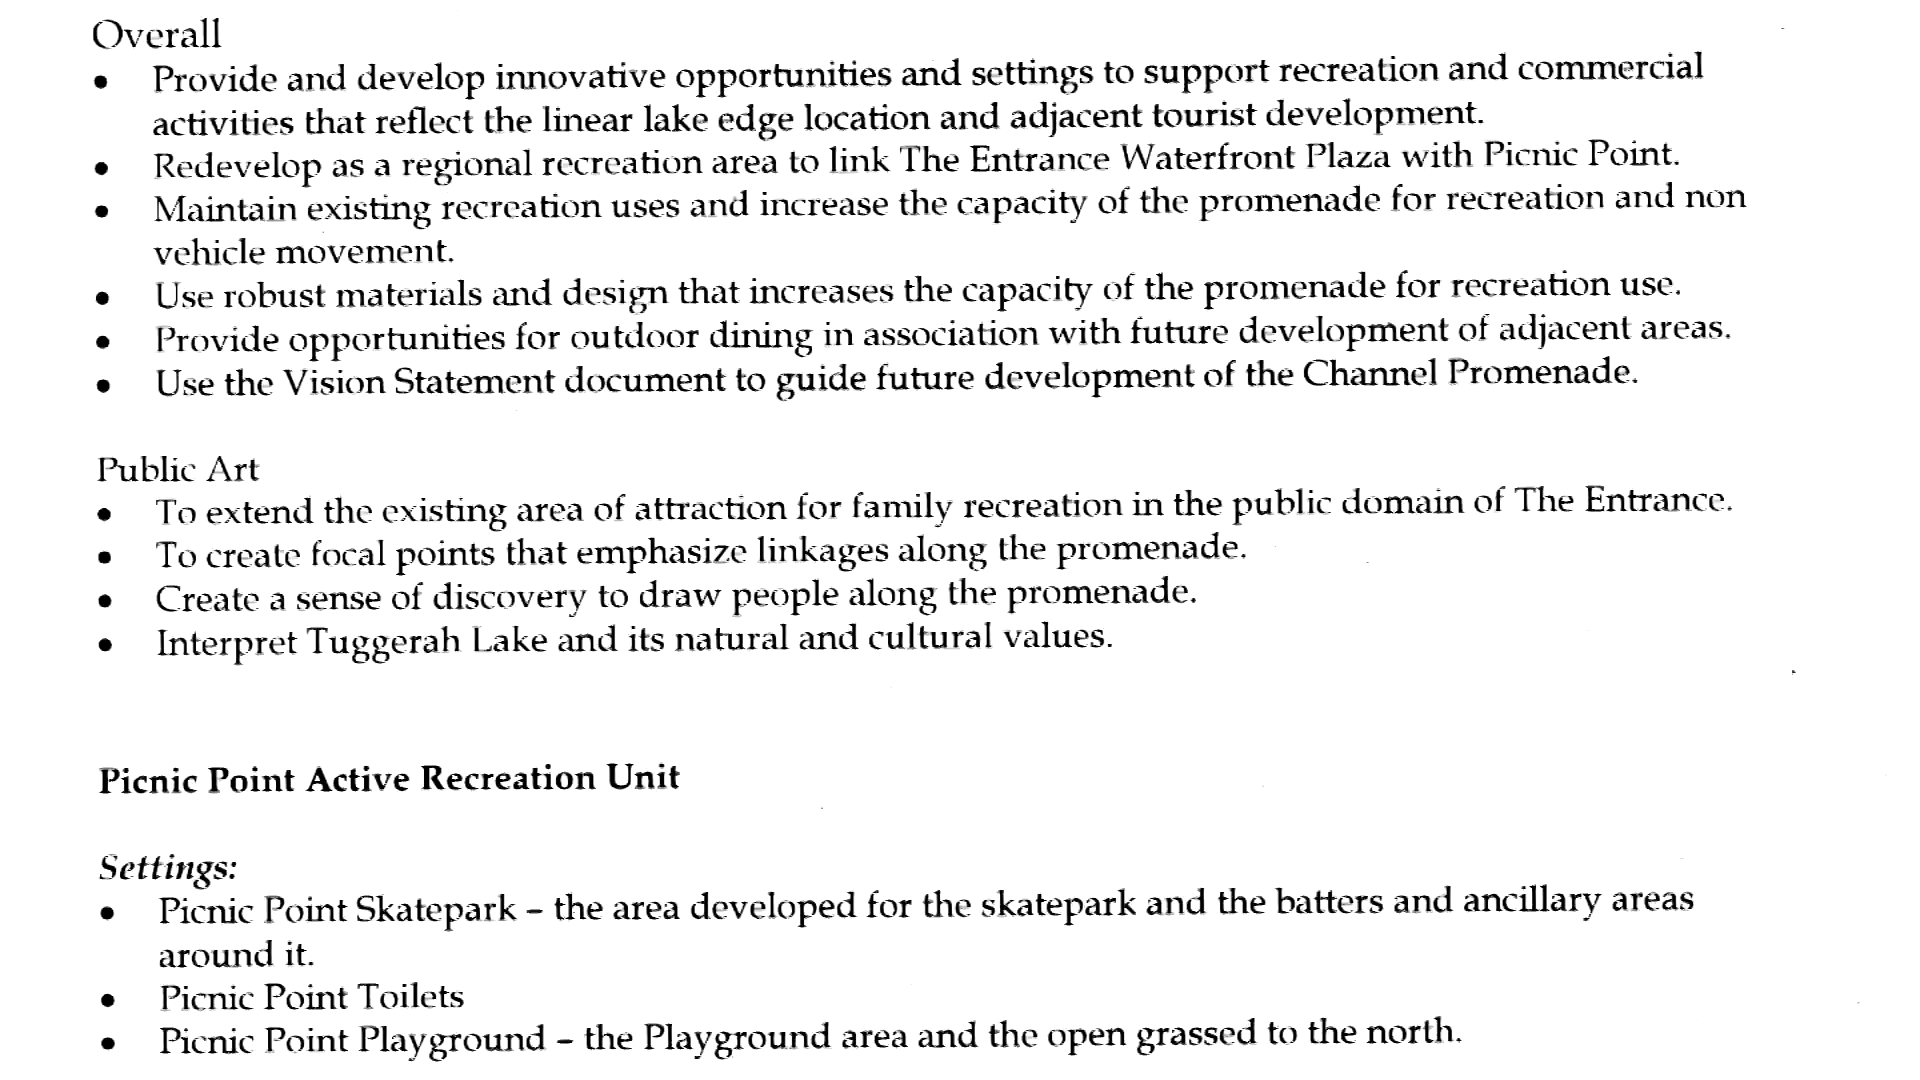 Overall
• Provide and develop innovative opportunities and settings to support recreation and commercial
activities that reflect the linear lake edge location and adjacent tourist development.
• Redevelop as a regional recreation area to link The Entrance Waterfront Plaza with Picnic Point.
• Maintain existing recreation uses and increase the capacity of the promenade for recreation and non
vehicle movement.
• Use robust materials and design that increases the capacity of the promenade for recreation use.
• Provide opportunities for outdoor dining in association with future development of adjacent areas.
• Use the Vision Statement document to guide future development of the Channel Promenade.
Public Art
• To extend the existing area of attraction for family recreation in the public domain of The Entrance.
• To create focal points that emphasize linkages along the promenade.
• Create a sense of discovery to draw people along the promenade.
• Interpret Tuggerah Lake and its natural and cultural values.
Picnic Point Active Recreation Unit
Settings:
• Picnic Point Skatepark – the area developed for the skatepark and the batters and ancillary areas
around it.
• Picnic Point Toilets
• Picnic Point Playground – the Playground area and the open grassed to the north.